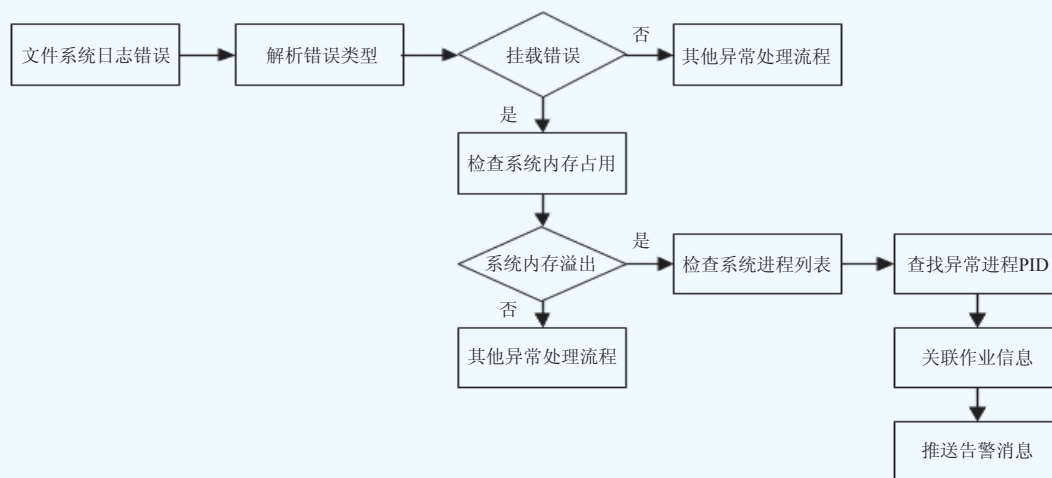 文件系统日志错误
解析错误类型
挂载错误
否
其他异常处理流程
是
检查系统内存占用
系统内存溢出
是
检查系统进程列表
查找异常进程PID
否
其他异常处理流程
关联作业信息
推送告警消息